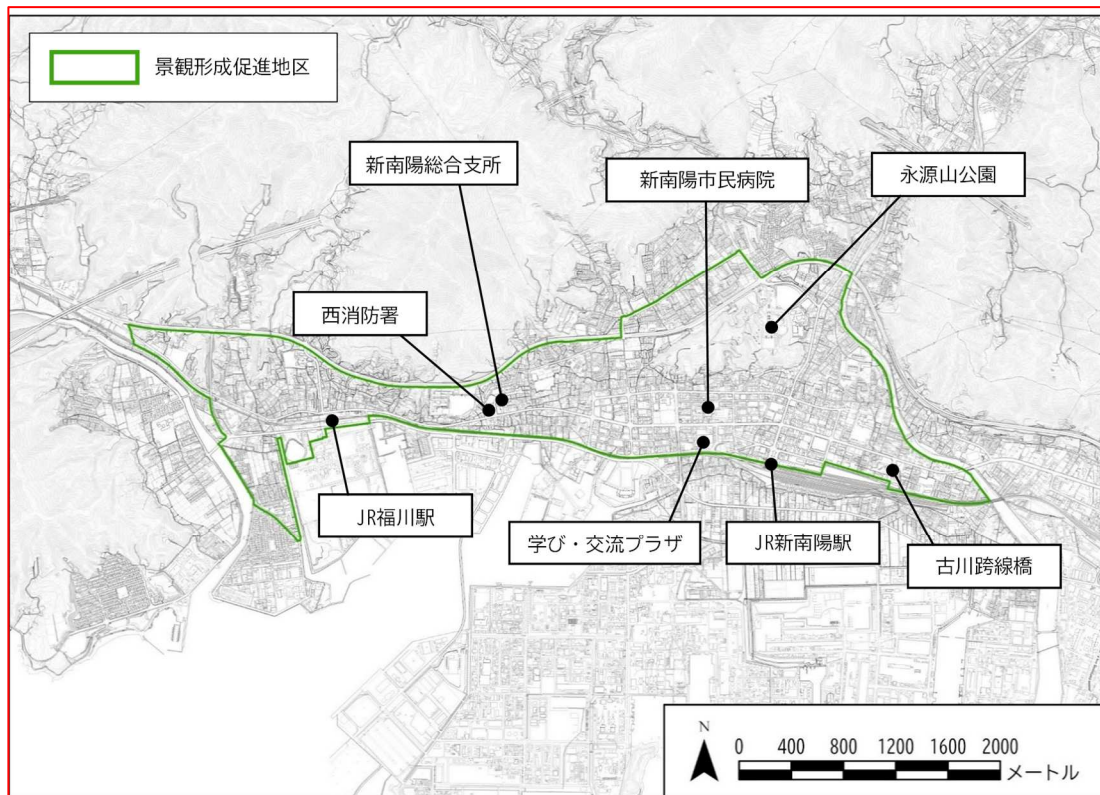 景観形成促進地区
新南陽総合支所
新南陽市民病院
永源山公園
西消防署
JR福川駅
学び・交流プラザ
JR新南陽駅
古川跨線橋
N
0 400 800 1200 1600 2000
メートル